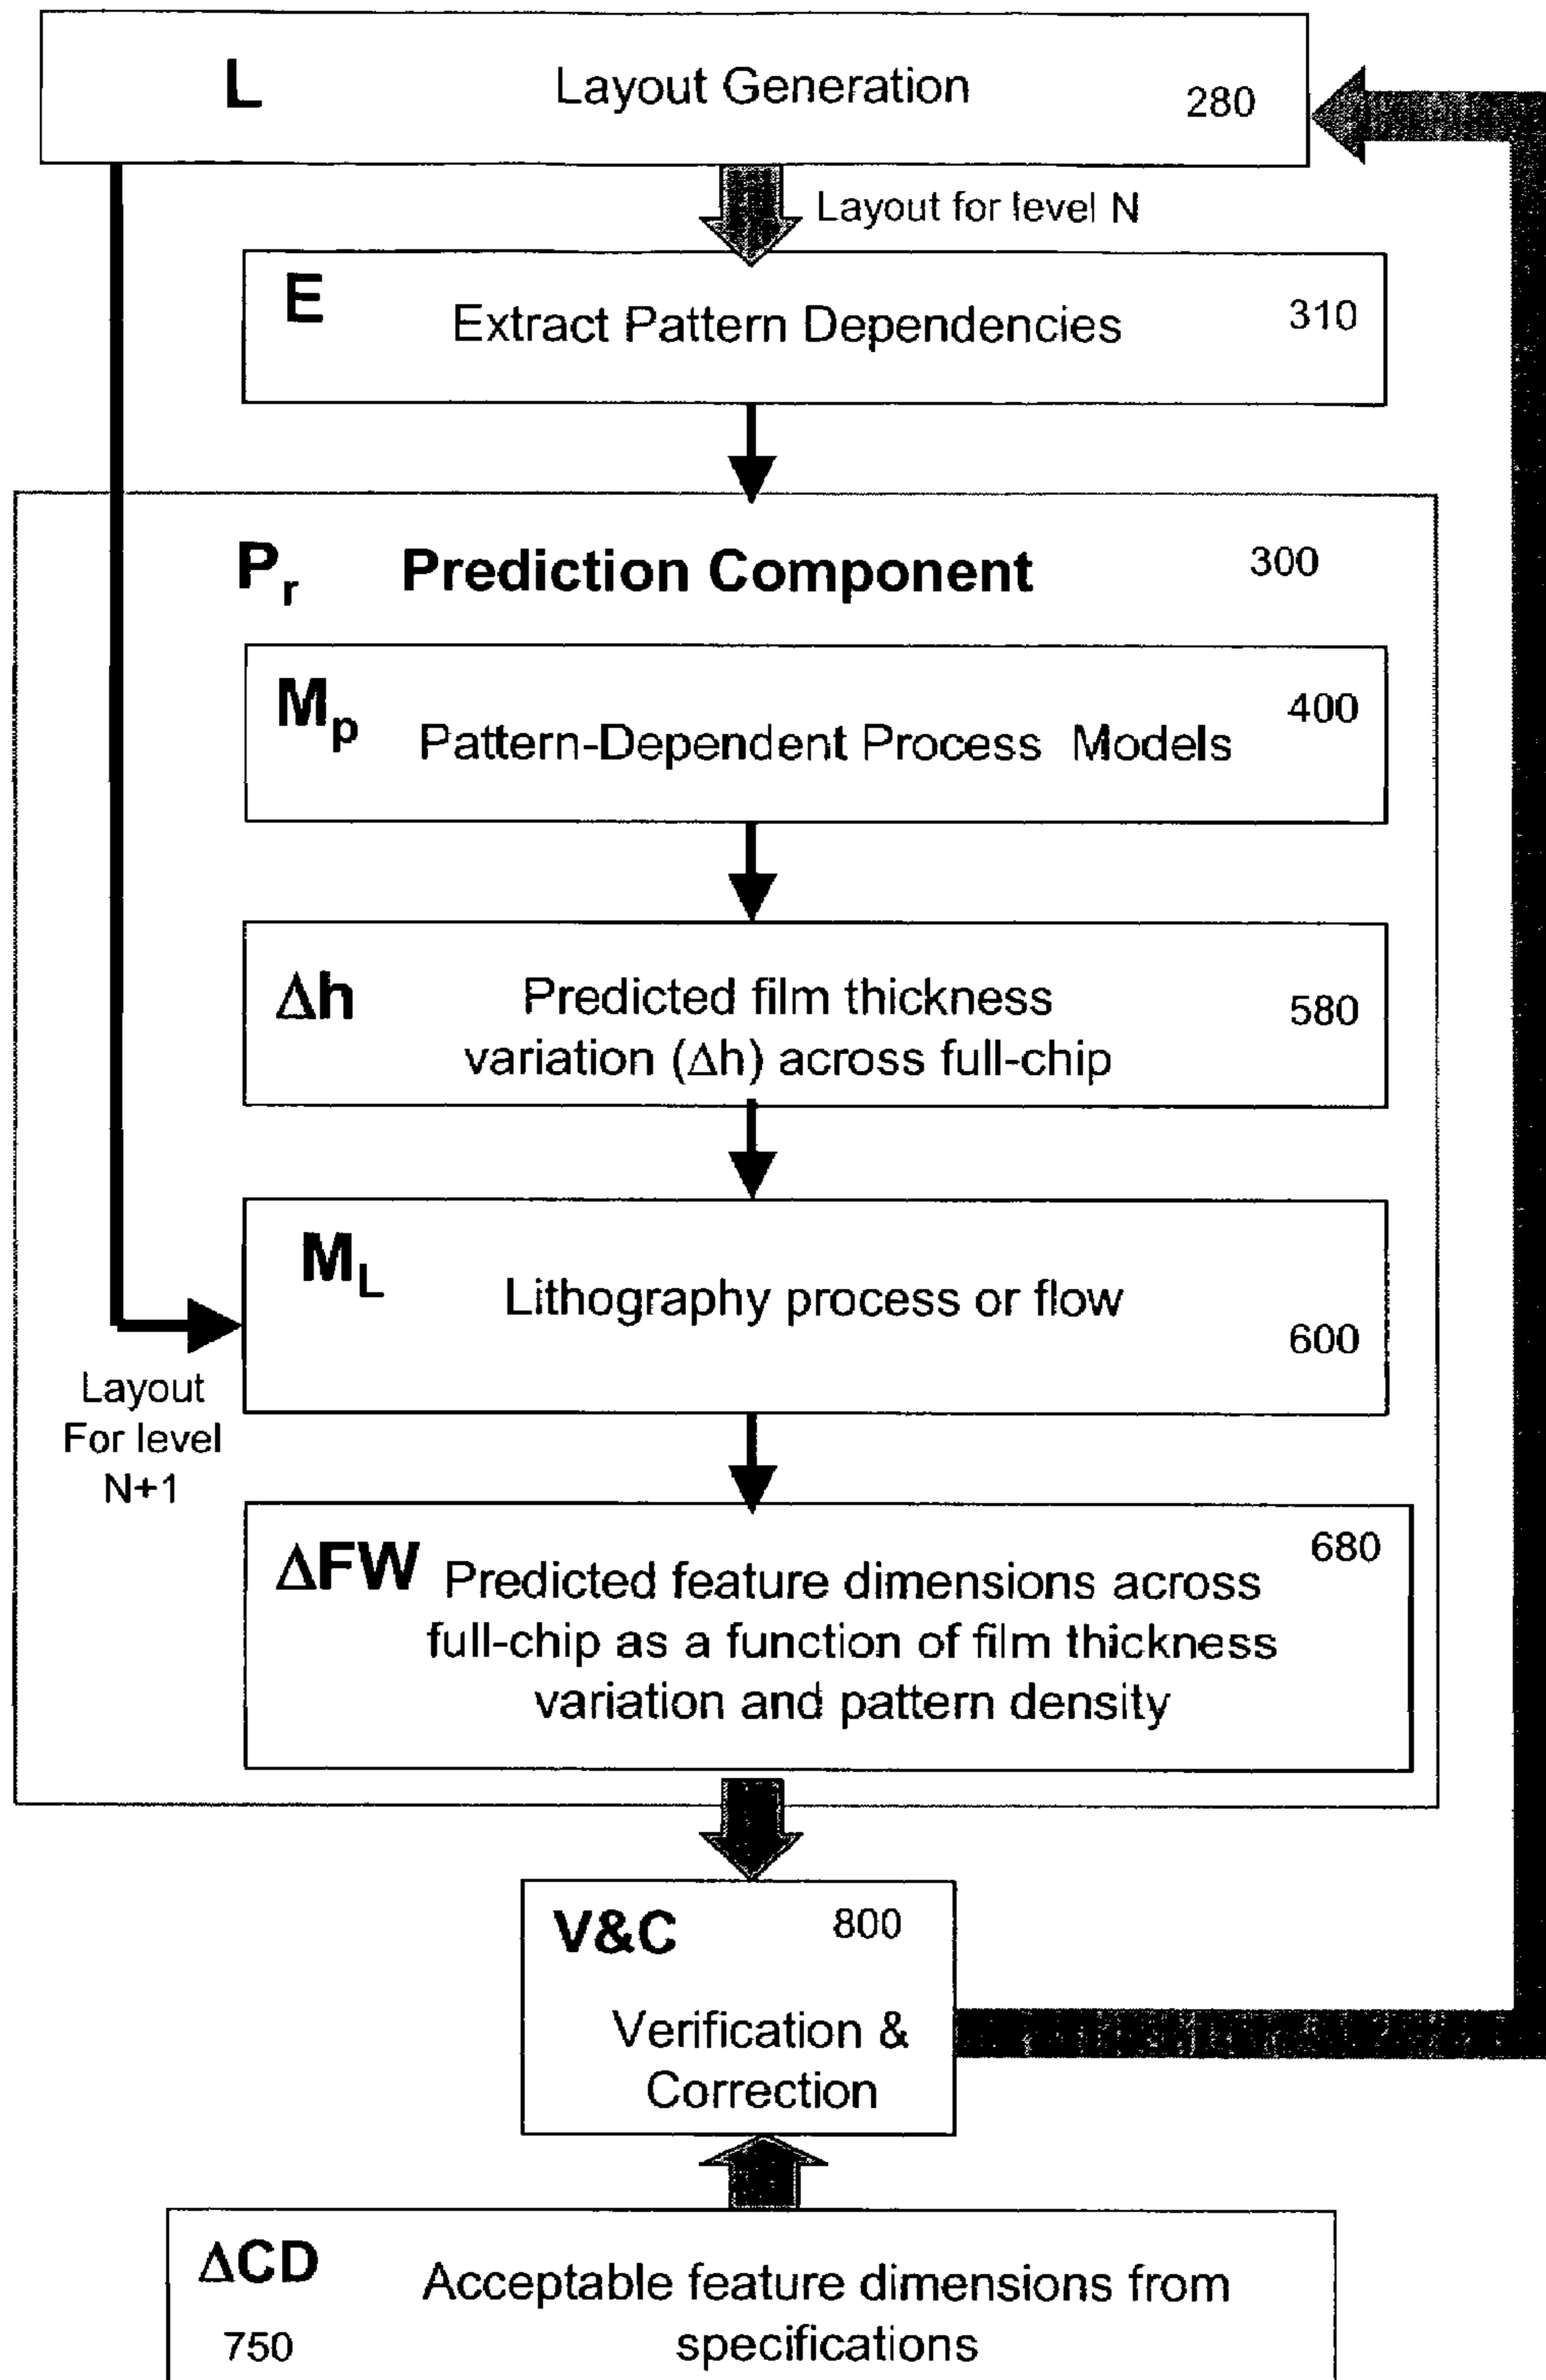 L Layout Generation 280
Layout for level N
E Extract Pattern Dependencies 310
Pr Prediction Component 300
Mp Pattern-Dependent Process Models 400
Δh Predicted film thickness 580
variation (Δh) across full-chip
ML Lithography process or flow 600
Layout
For level
N+1
ΔFW Predicted feature dimensions across 680
full-chip as a function of film thickness
variation and pattern density
V&C 800
Verification &
Correction
ΔCD Acceptable feature dimensions from
750 specifications